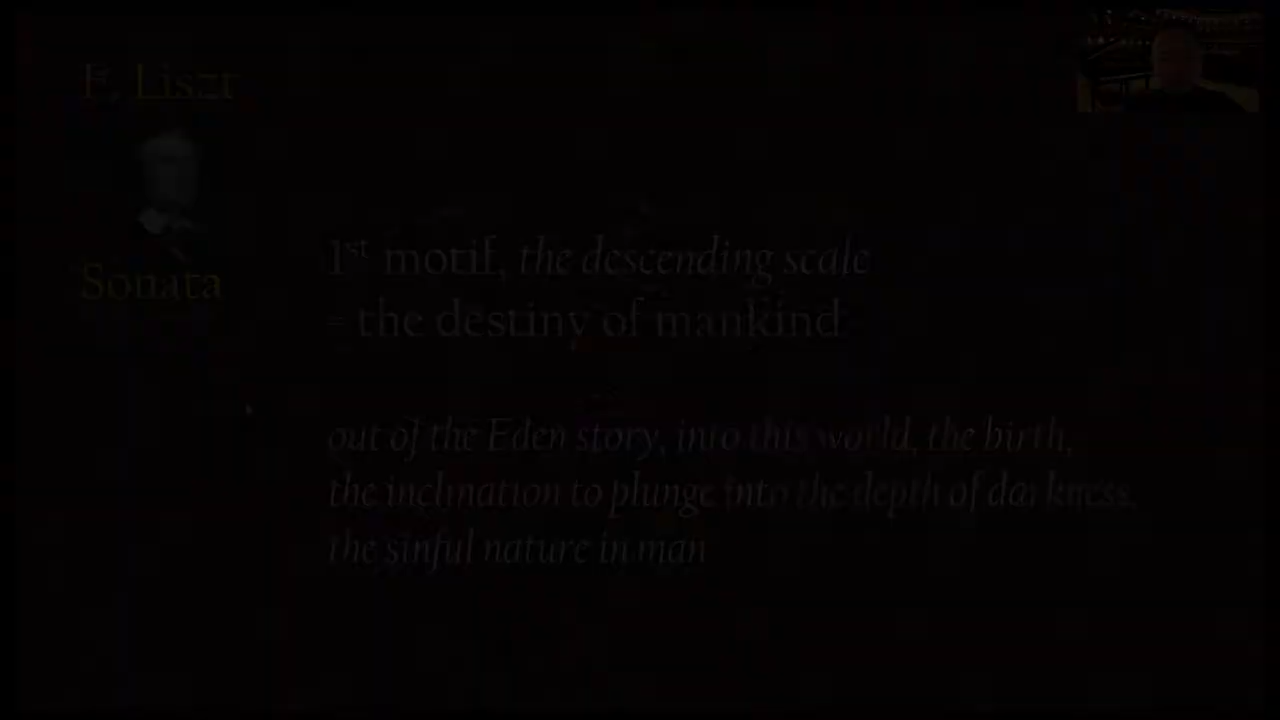 F. Liszt
Sonata
1st motif, the descending scale
= the destiny of mankind
out of the Eden story, into this world, the birth,
the inclination to plunge into the depth of darkness,
the sinful nature in man